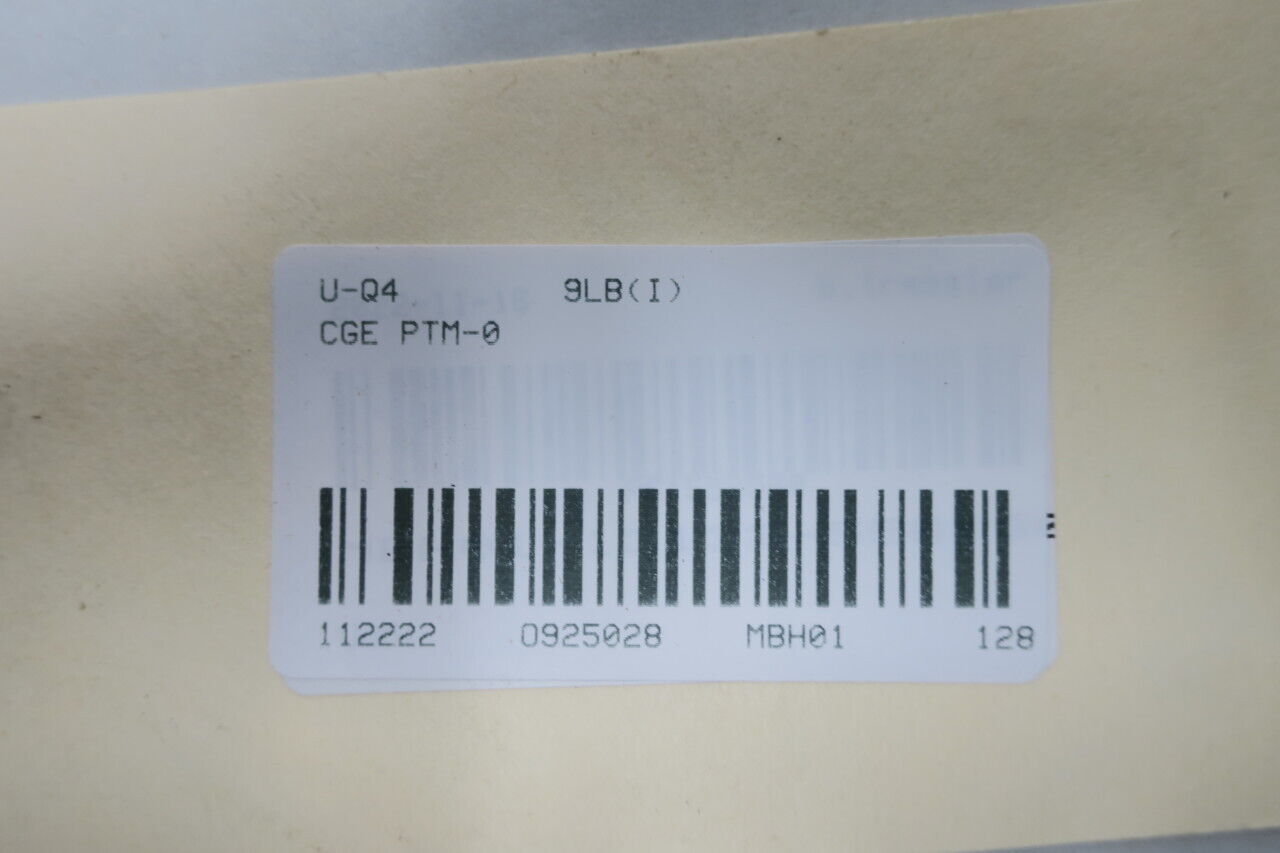 U-Q4 9LB(I)
CGE PTM-0
112222 0925028 MBH01 128